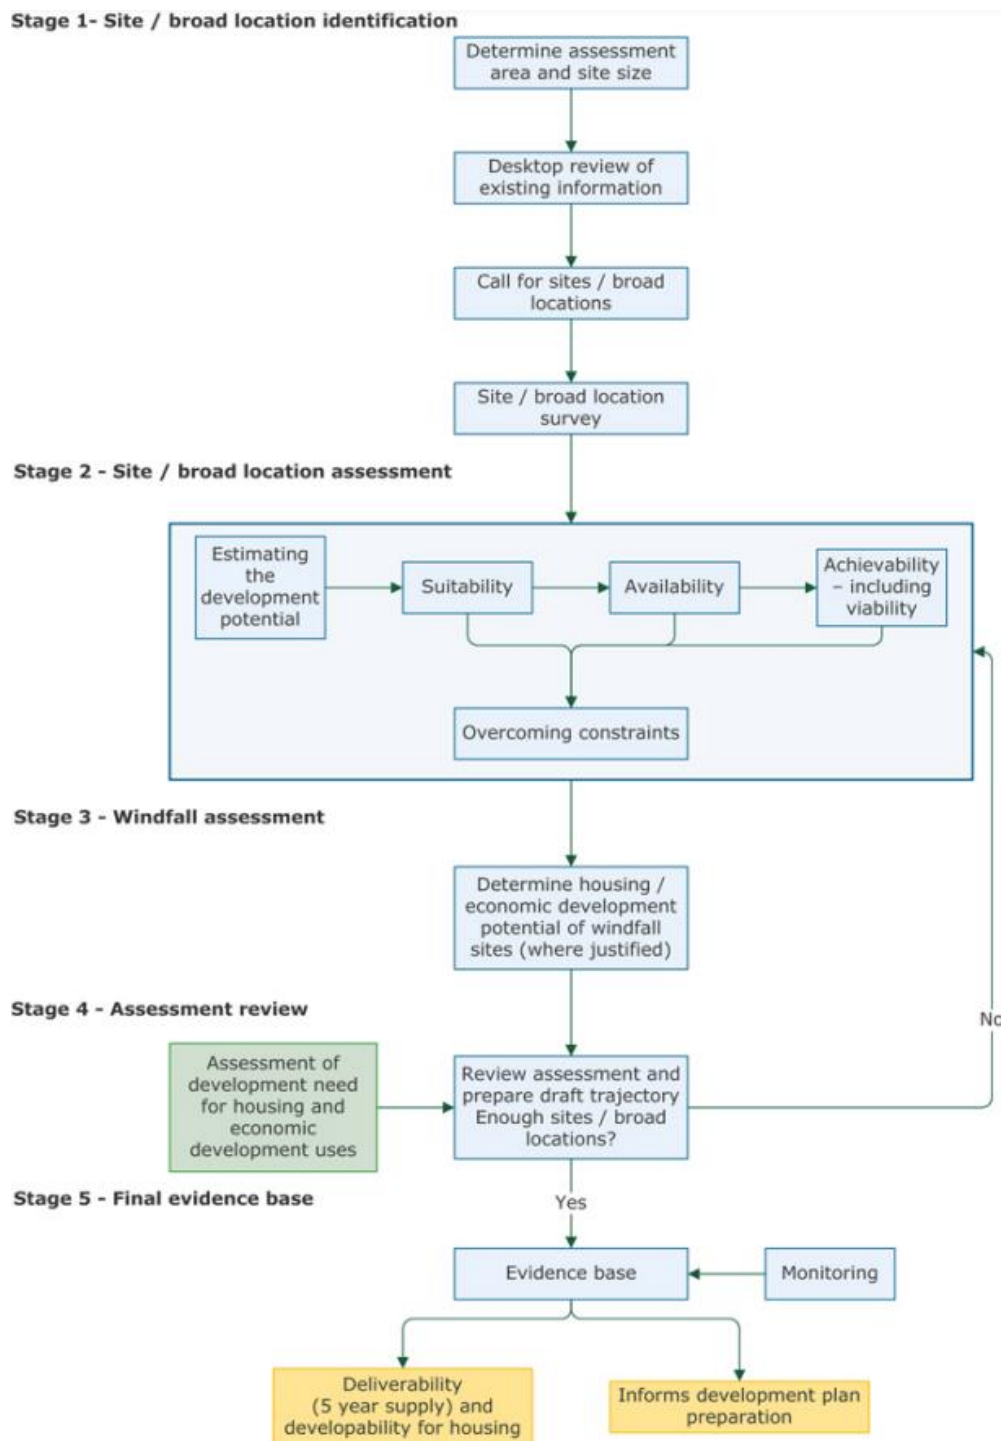 Stage 1- Site / broad location identification
Determine assessment
area and site size
Desktop review of
existing information
Call for sites / broad
locations
Site / broad location
survey
Stage 2 - Site / broad location assessment
Estimating
the
development
potential
Suitability
Availability
Achievability
– including
viability
Overcoming constraints
Stage 3 - Windfall assessment
Determine housing /
economic development
potential of windfall
sites (where justified)
Stage 4 - Assessment review
No
Assessment of
development need
for housing and
economic
development uses
Review assessment and
prepare draft trajectory
Enough sites / broad
locations?
Stage 5 - Final evidence base
Yes
Evidence base
Monitoring
Deliverability
(5 year supply) and
developability for housing
Informs development plan
preparation